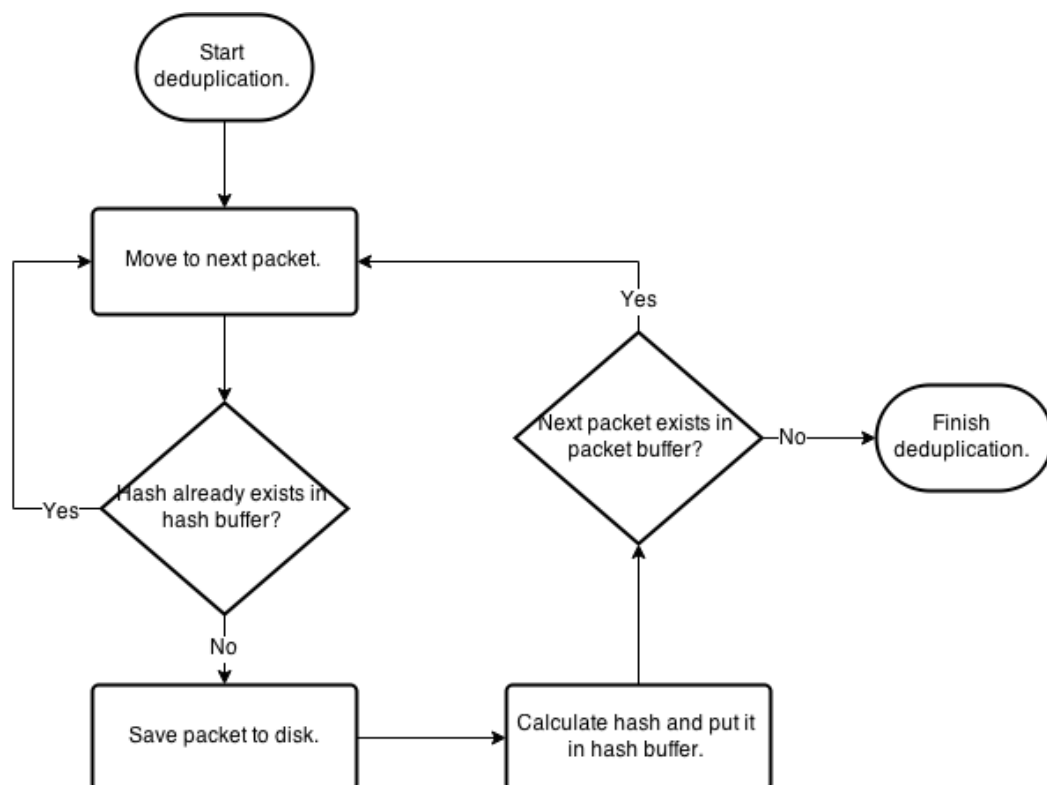 Start
deduplication.
Move to next packet.
Yes
Next packet exists in
packet buffer?
No
Finish
deduplication.
Hash already exists in
hash buffer?
Yes
No
Save packet to disk.
Calculate hash and put it
in hash buffer.